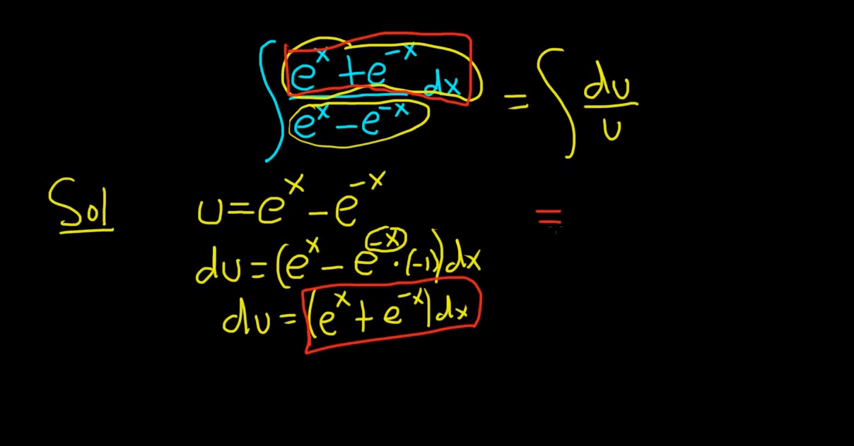 ∫ (e^x + e^{-x} dx)/(e^x - e^{-x}) = ∫ du/u
Sol u = e^x - e^{-x} =
du = (e^x - e^{-x} · (-1)) dx
du = (e^x + e^{-x}) dx